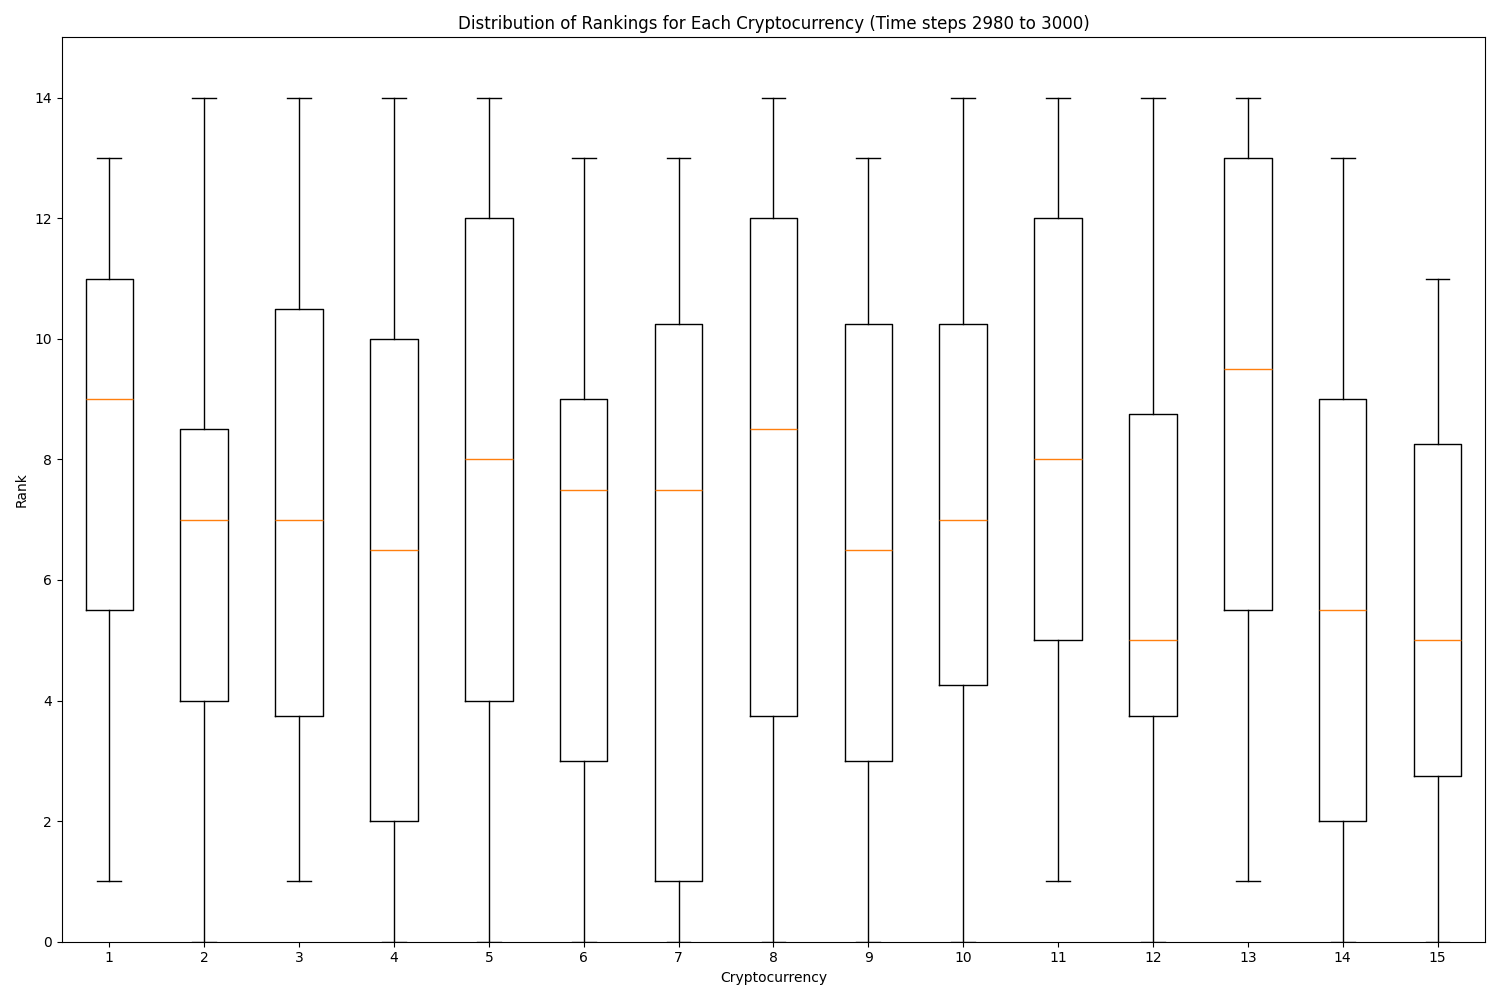 Distribution of Rankings for Each Cryptocurrency (Time steps 2980 to 3000)
Rank
14
12
10
8
6
4
2
0
1 2 3 4 5 6 7 8 9 10 11 12 13 14 15
Cryptocurrency